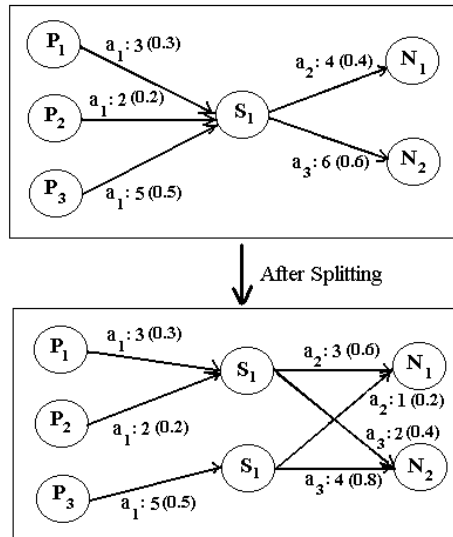 P1
a1: 3 (0.3)
a2: 4 (0.4)
N1
P2
a1: 2 (0.2)
S1
P3
a1: 5 (0.5)
a3: 6 (0.6)
N2
After Splitting
P1
a1: 3 (0.3)
S1
a2: 3 (0.6)
N1
P2
a1: 2 (0.2)
a2: 1 (0.2)
a3: 2 (0.4)
S1
N2
P3
a1: 5 (0.5)
a3: 4 (0.8)